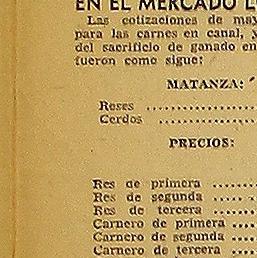 EN EL MERCADO L
Las cotizaciones de may
para las carnes en canal, y
del sacrificio de ganado en
fueron como sigue:
MATANZA: "
Reses ..............
Cerdos ..............
PRECIOS:
Res de primera .......
Res de segunda ......
Res de tercera .......
Carnero de primera ....
Carnero de segunda ....
Carnero de tercera ....